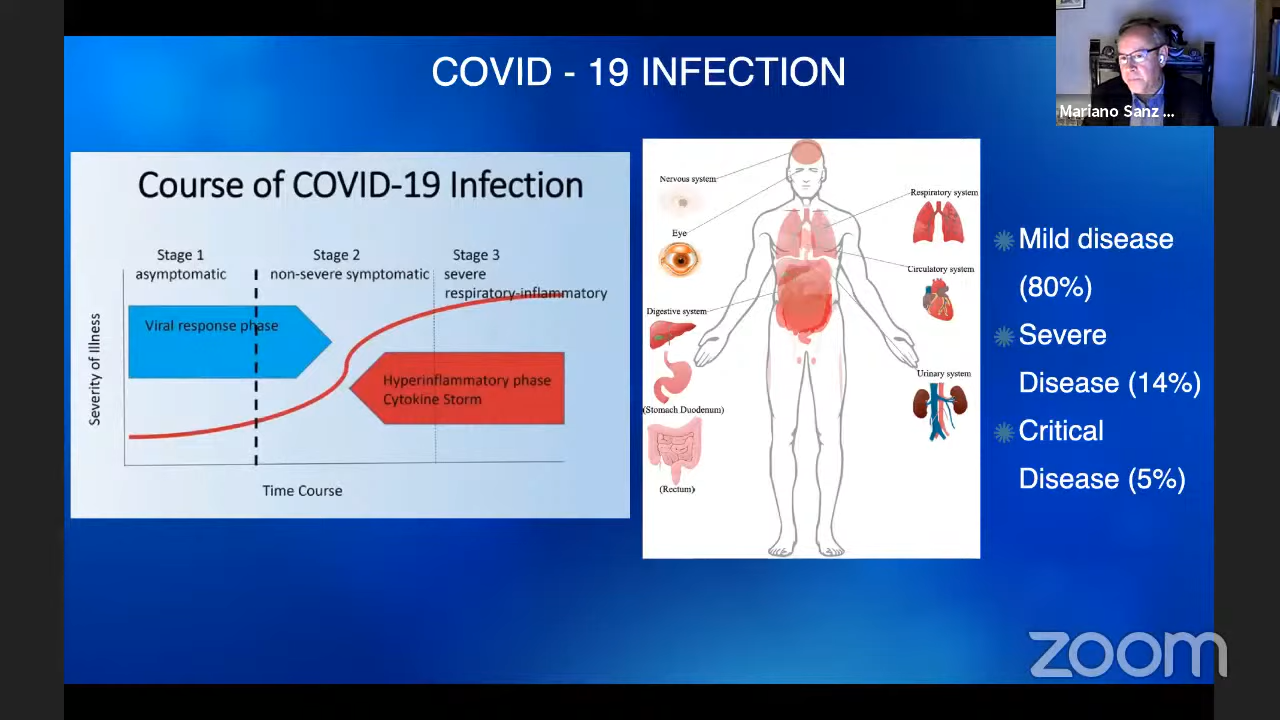 COVID - 19 INFECTION
Mariano Sanz ...
Course of COVID-19 Infection
Stage 1
asymptomatic
Stage 2
non-severe symptomatic
Stage 3
severe
respiratory-inflammatory
Viral response phase
Hyperinflammatory phase
Cytokine Storm
Severity of Illness
Time Course
Nervous system
Eye
Digestive system
(Stomach Duodenum)
(Rectum)
Respiratory system
Circulatory system
Urinary system
Mild disease
(80%)
Severe
Disease (14%)
Critical
Disease (5%)
zoom